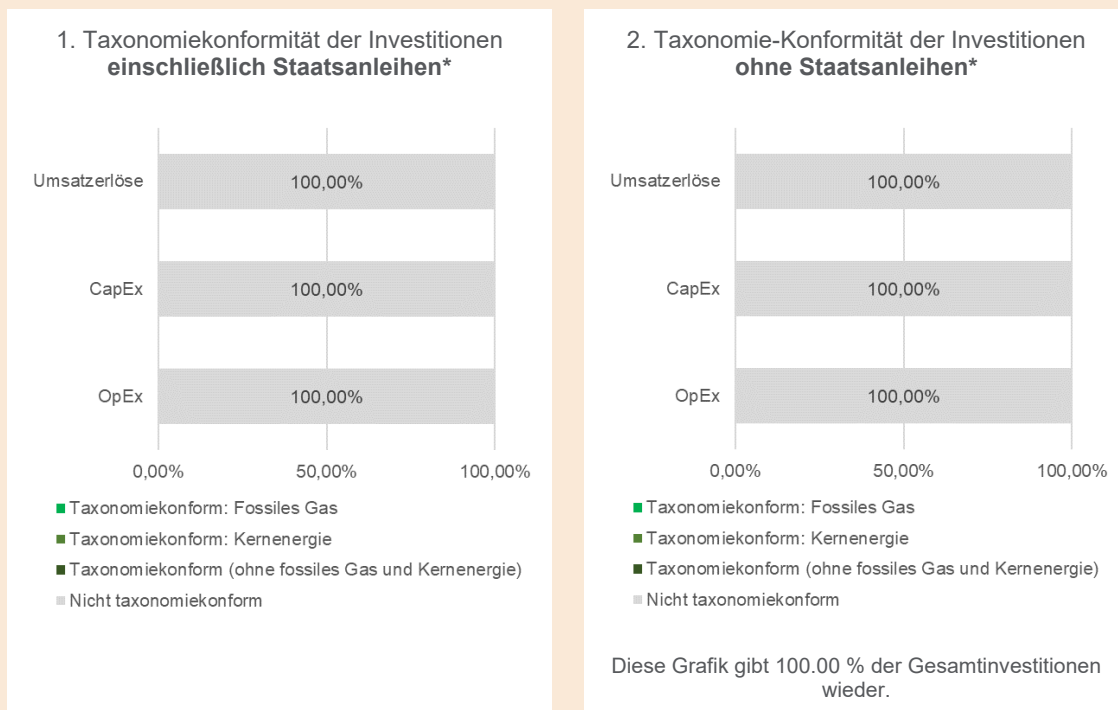 1. Taxonomiekonformität der Investitionen
einschließlich Staatsanleihen*
Umsatzerlöse
100,00%
CapEx
100,00%
OpEx
100,00%
0,00%
50,00%
100,00%
Taxonomiekonform: Fossiles Gas
Taxonomiekonform: Kernenergie
Taxonomiekonform (ohne fossiles Gas und Kernenergie)
Nicht taxonomiekonform
2. Taxonomie-Konformität der Investitionen
ohne Staatsanleihen*
Umsatzerlöse
100,00%
CapEx
100,00%
OpEx
100,00%
0,00%
50,00%
100,00%
Taxonomiekonform: Fossiles Gas
Taxonomiekonform: Kernenergie
Taxonomiekonform (ohne fossiles Gas und Kernenergie)
Nicht taxonomiekonform
Diese Grafik gibt 100.00 % der Gesamtinvestitionen
wieder.